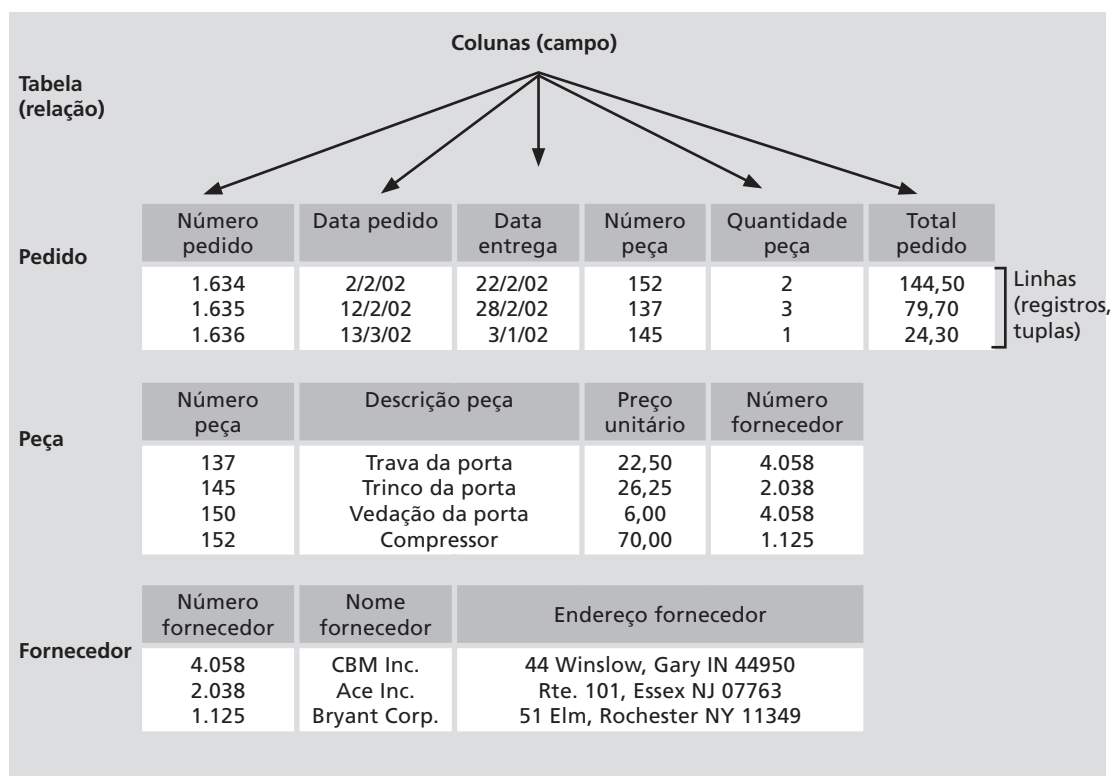 Colunas (campo)
Tabela
(relação)
Número pedido Data pedido Data entrega Número peça Quantidade peça Total pedido
Pedido
1.634 2/2/02 22/2/02 152 2 144,50
1.635 12/2/02 28/2/02 137 3 79,70
1.636 13/3/02 3/1/02 145 1 24,30
Linhas
(registros,
tuplas)
Número peça Descrição peça Preço unitário Número fornecedor
Peça
137 Trava da porta 22,50 4.058
145 Trinco da porta 26,25 2.038
150 Vedação da porta 6,00 4.058
152 Compressor 70,00 1.125
Número fornecedor Nome fornecedor Endereço fornecedor
Fornecedor
4.058 CBM Inc. 44 Winslow, Gary IN 44950
2.038 Ace Inc. Rte. 101, Essex NJ 07763
1.125 Bryant Corp. 51 Elm, Rochester NY 11349